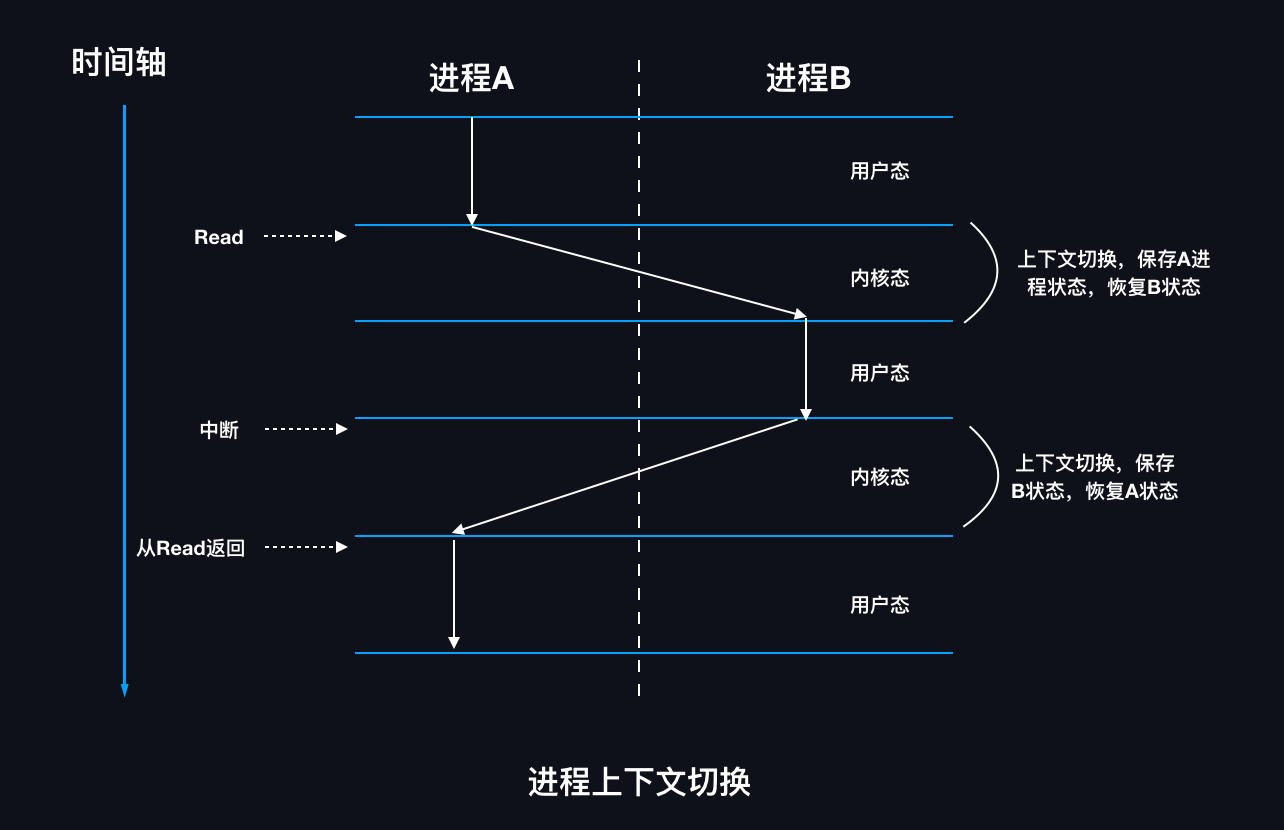 时间轴
进程A
进程B
用户态
Read
内核态
上下文切换，保存A进
程状态，恢复B状态
用户态
中断
内核态
上下文切换，保存
B状态，恢复A状态
从Read返回
用户态
进程上下文切换